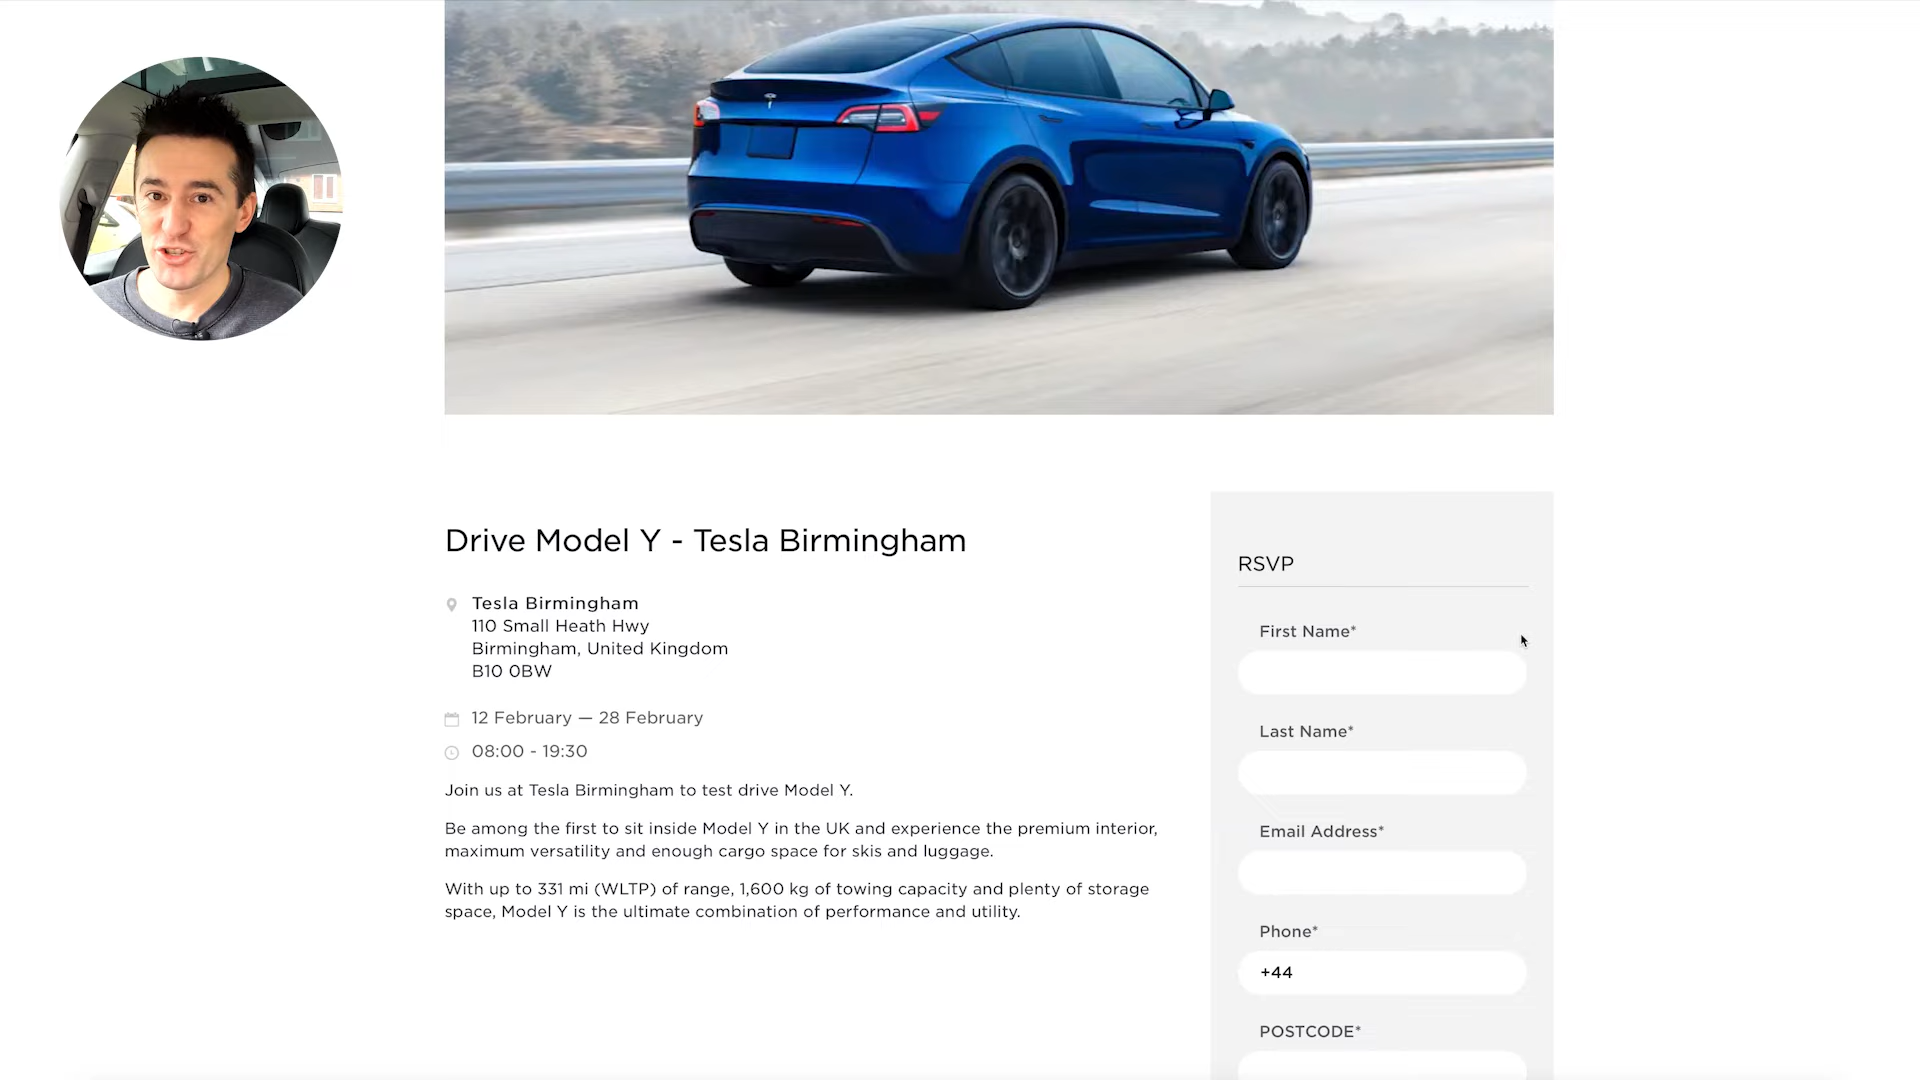 Drive Model Y - Tesla Birmingham
Tesla Birmingham
110 Small Heath Hwy
Birmingham, United Kingdom
B10 0BW
12 February — 28 February
08:00 - 19:30
Join us at Tesla Birmingham to test drive Model Y.
Be among the first to sit inside Model Y in the UK and experience the premium interior,
maximum versatility and enough cargo space for skis and luggage.
With up to 331 mi (WLTP) of range, 1,600 kg of towing capacity and plenty of storage
space, Model Y is the ultimate combination of performance and utility.
RSVP
First Name*
Last Name*
Email Address*
Phone*
+44
POSTCODE*